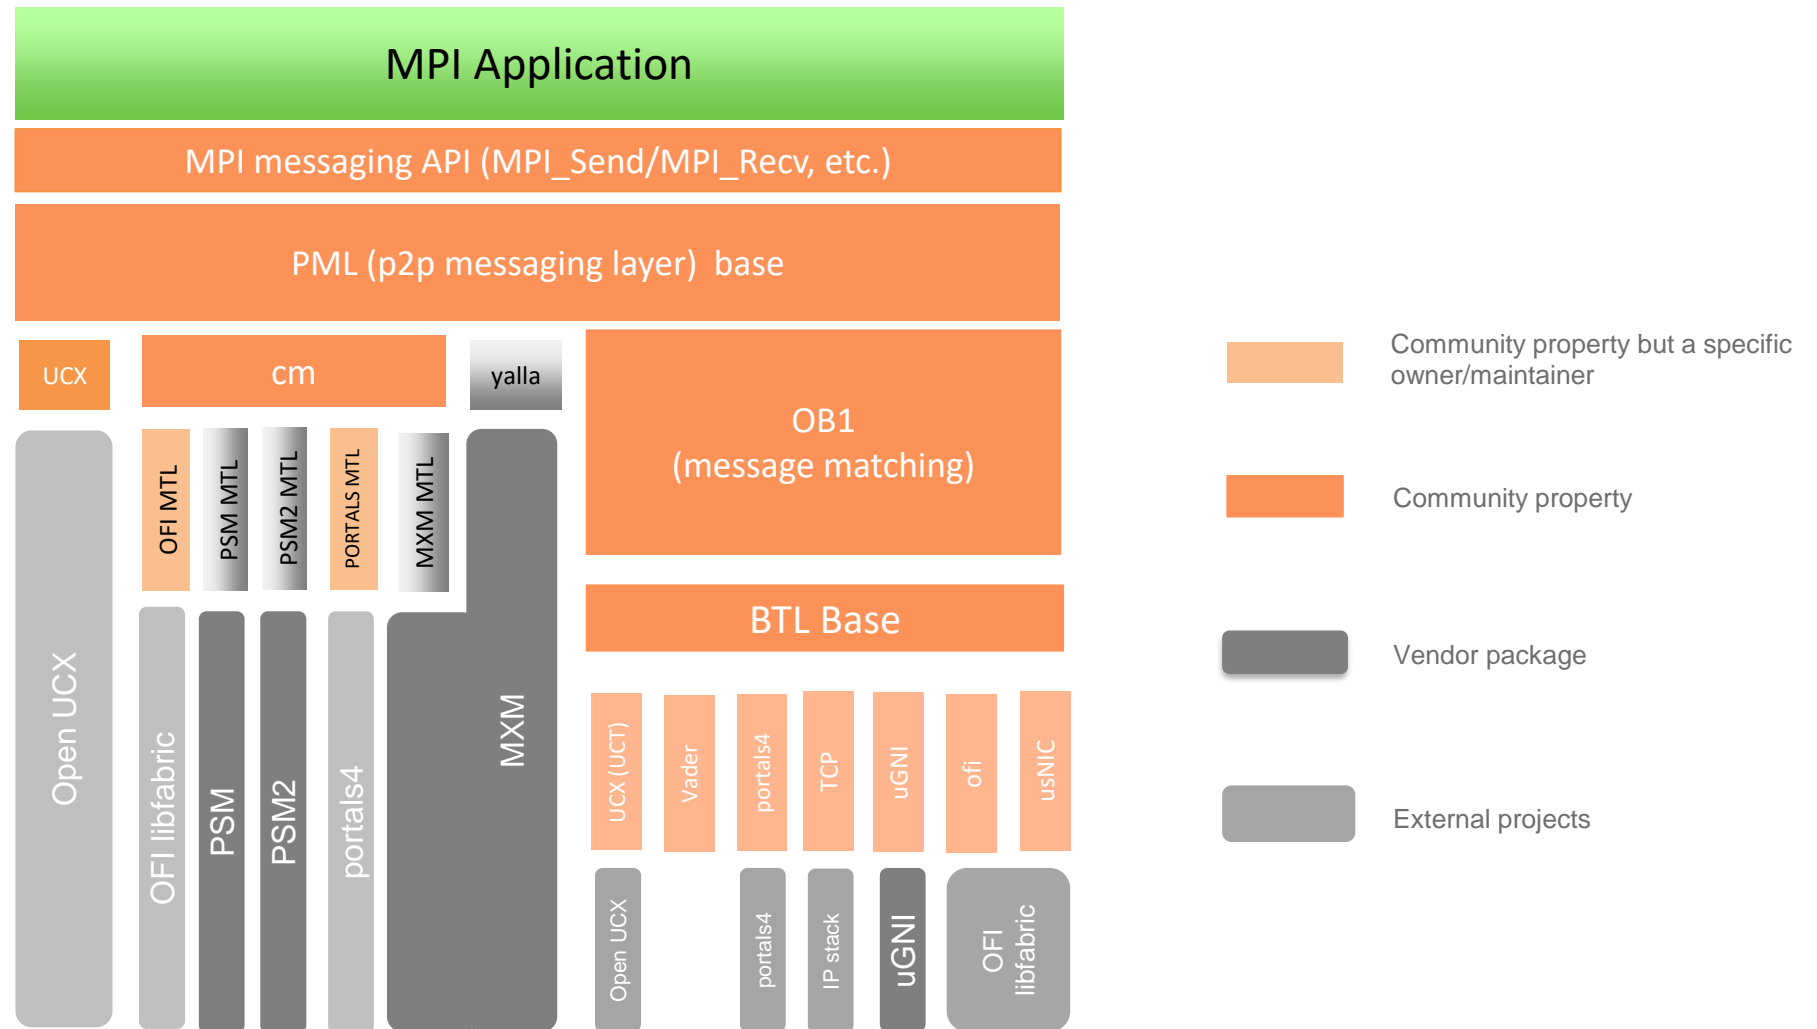 MPI Application
MPI messaging API (MPI_Send/MPI_Recv, etc.)
PML (p2p messaging layer) base
UCX
cm
yalla
OB1
(message matching)
OFI MTL
PSM MTL
PSM2 MTL
PORTALS MTL
MXM MTL
BTL Base
Open UCX
OFI libfabric
PSM
PSM2
portals4
MXM
UCX (UCT)
Vader
portals4
TCP
uGNI
ofi
usNIC
Open UCX
portals4
IP stack
uGNI
OFI
libfabric
Community property but a specific
owner/maintainer
Community property
Vendor package
External projects